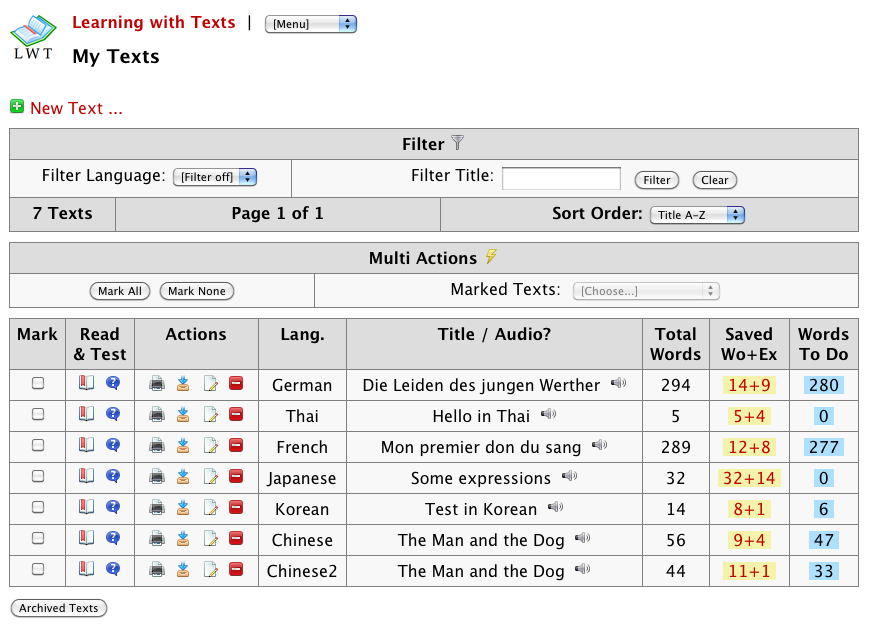 Learning with Texts | [Menu]
LWT
My Texts
New Text ...
Filter
Filter Language: [Filter off] Filter Title: Filter Clear
7 Texts Page 1 of 1 Sort Order: Title A-Z
Multi Actions
Mark All Mark None Marked Texts: [Choose...]
Mark Read & Test Actions Lang. Title / Audio? Total Words Saved Wo+Ex Words To Do
German Die Leiden des jungen Werther 294 14+9 280
Thai Hello in Thai 5 5+4 0
French Mon premier don du sang 289 12+8 277
Japanese Some expressions 32 32+14 0
Korean Test in Korean 14 8+1 6
Chinese The Man and the Dog 56 9+4 47
Chinese2 The Man and the Dog 44 11+1 33
Archived Texts